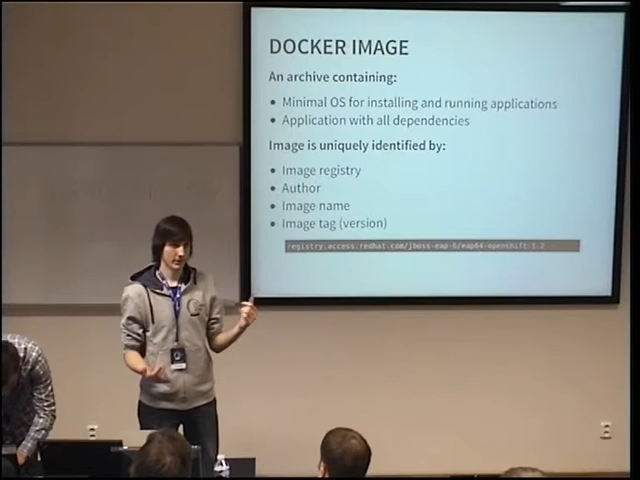 DOCKER IMAGE
An archive containing:
Minimal OS for installing and running applications
Application with all dependencies
Image is uniquely identified by:
Image registry
Author
Image name
Image tag (version)
registry.access.redhat.com/jboss-eap-6/eap64-openshift:1.2